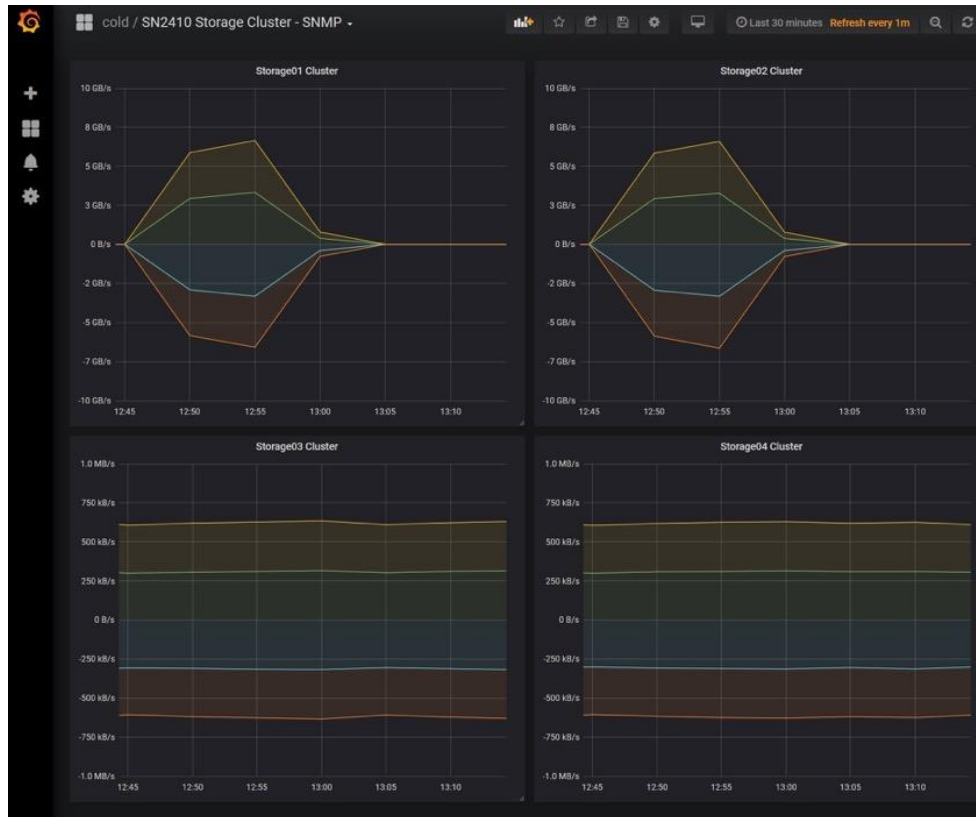 cold / SN2410 Storage Cluster - SNMP
Last 30 minutes Refresh every 1m
Storage01 Cluster
10 GB/s
8 GB/s
5 GB/s
3 GB/s
0 B/s
-2 GB/s
-5 GB/s
-7 GB/s
-10 GB/s
12:45 12:50 12:55 13:00 13:05 13:10
Storage02 Cluster
10 GB/s
8 GB/s
5 GB/s
3 GB/s
0 B/s
-2 GB/s
-5 GB/s
-7 GB/s
-10 GB/s
12:45 12:50 12:55 13:00 13:05 13:10
Storage03 Cluster
1.0 MB/s
750 kB/s
500 kB/s
250 kB/s
0 B/s
-250 kB/s
-500 kB/s
-750 kB/s
-1.0 MB/s
12:45 12:50 12:55 13:00 13:05 13:10
Storage04 Cluster
1.0 MB/s
750 kB/s
500 kB/s
250 kB/s
0 B/s
-250 kB/s
-500 kB/s
-750 kB/s
-1.0 MB/s
12:45 12:50 12:55 13:00 13:05 13:10